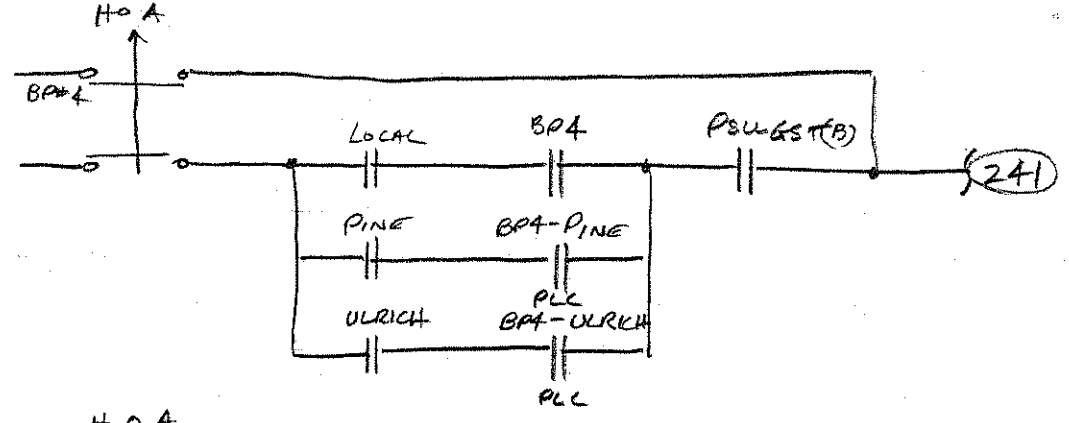 H O A
BP#4
LOCAL
BP4
PSLLGST(B)
241
PINE
BP4-PINE
PLC
ULRICH
BP4-ULRICH
PLC
H O A